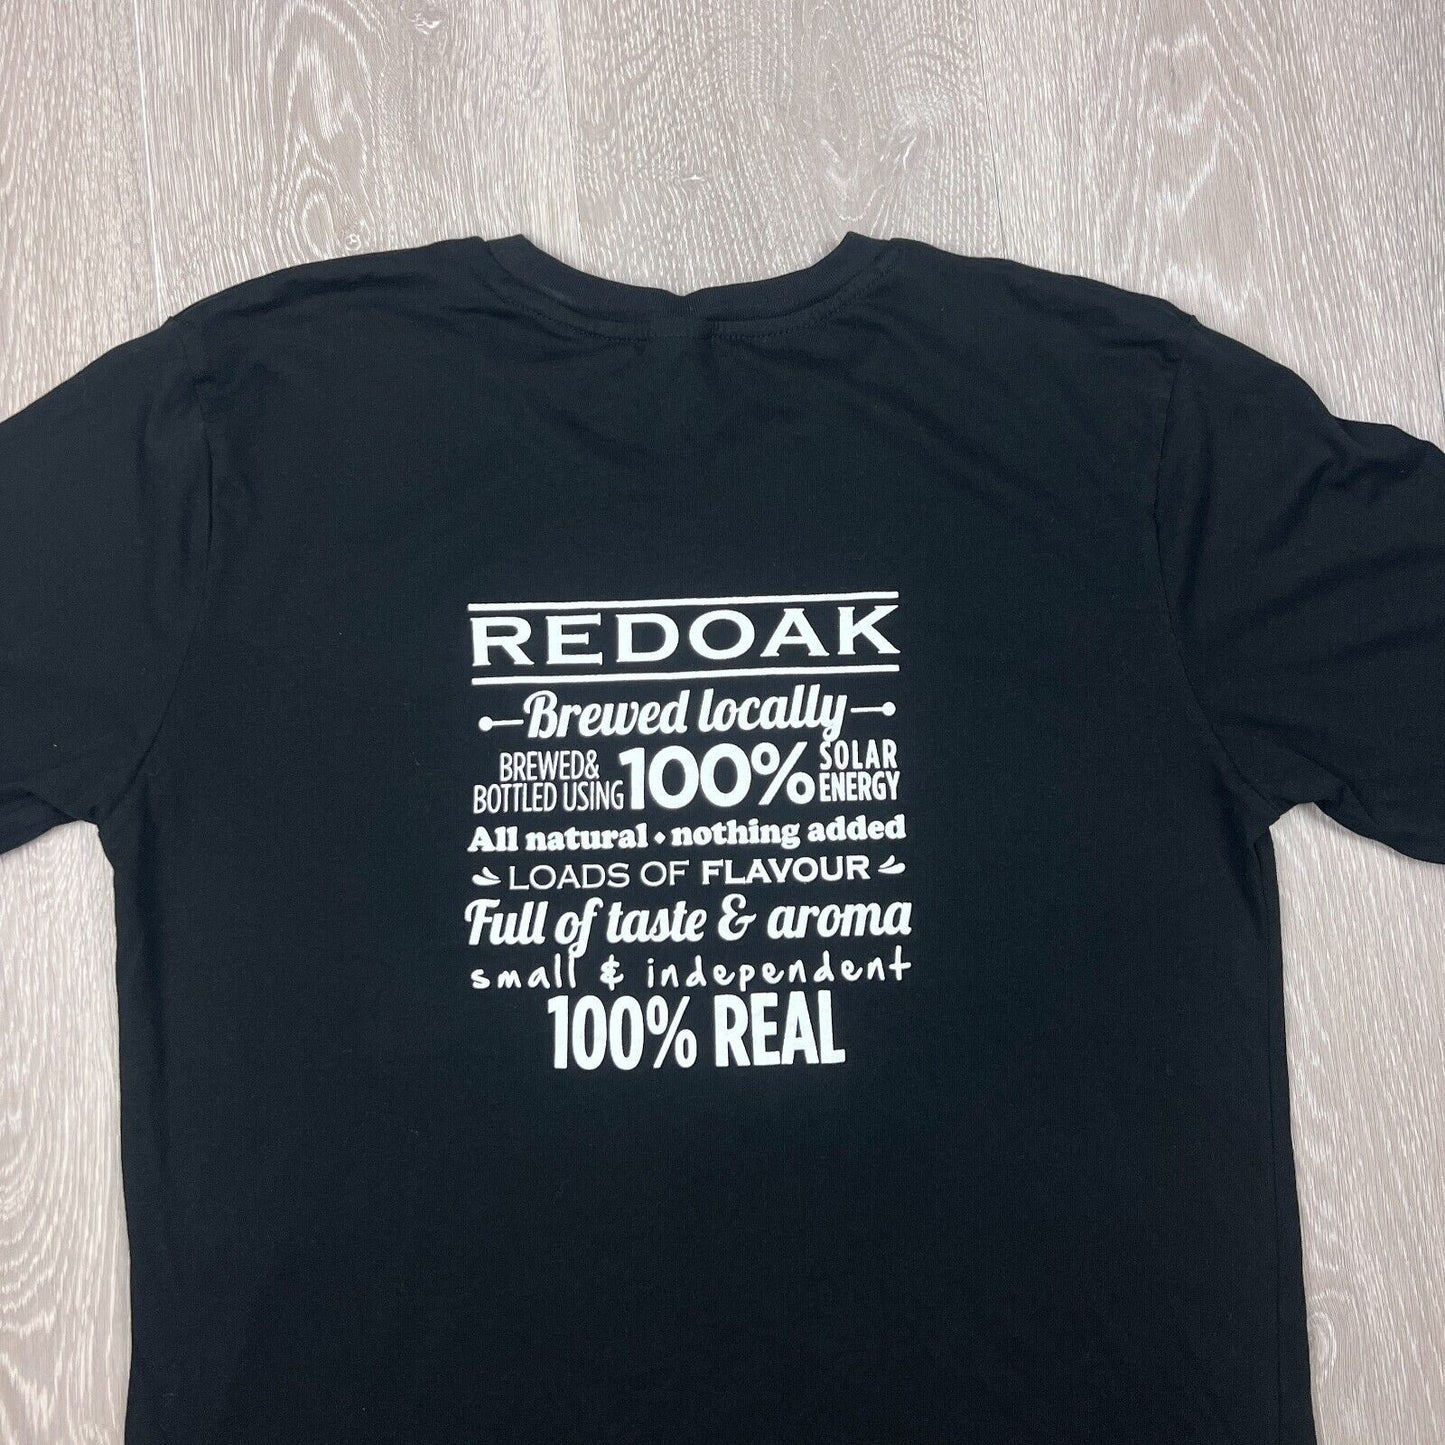 REDOAK
Brewed locally
BREWED& BOTTLED USING 100% SOLAR ENERGY
All natural • nothing added
LOADS OF FLAVOUR
Full of taste & aroma
small & independent
100% REAL